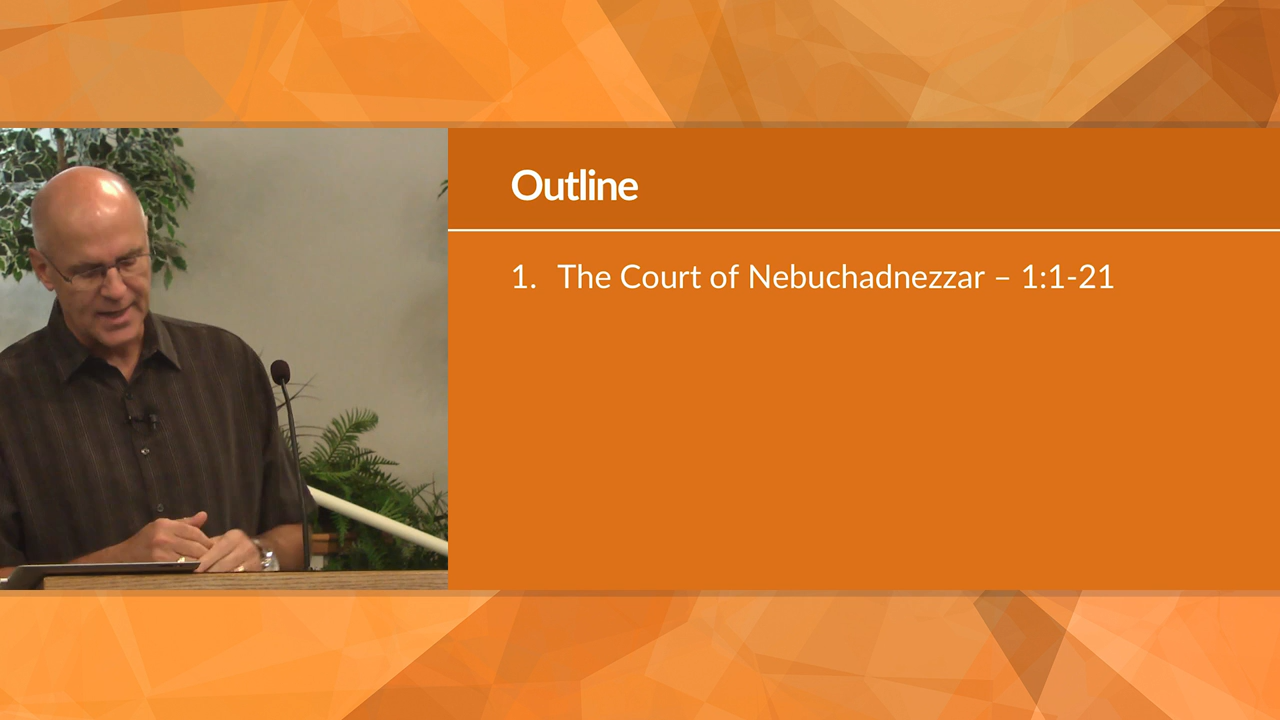 Outline
1. The Court of Nebuchadnezzar – 1:1-21